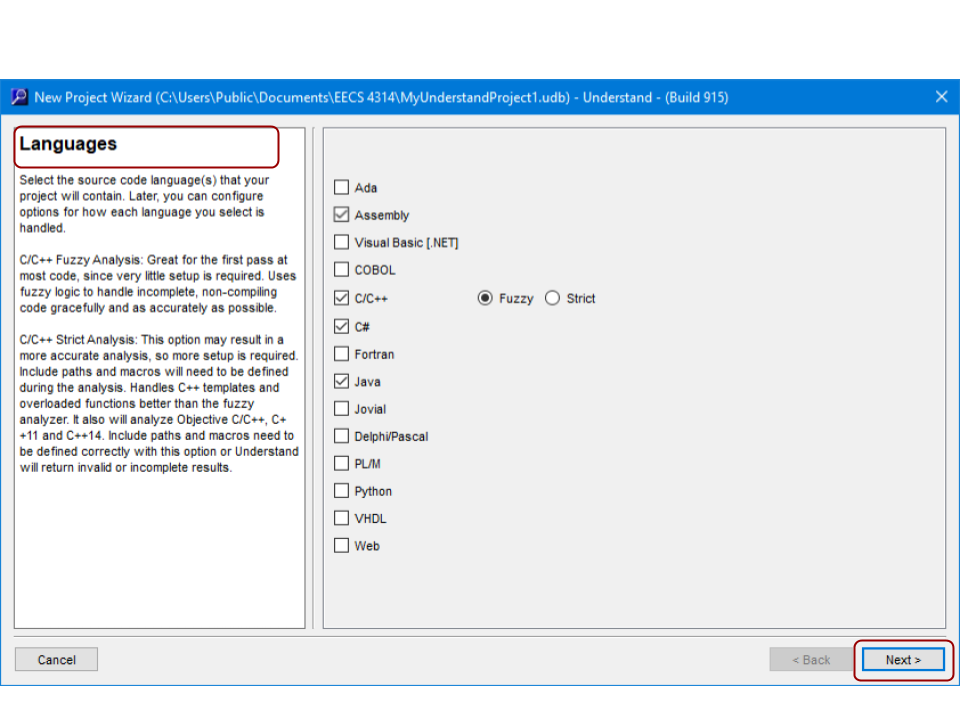 New Project Wizard (C:\Users\Public\Documents\EECS 4314\MyUnderstandProject1.udb) - Understand - (Build 915)
Languages
Select the source code language(s) that your
project will contain. Later, you can configure
options for how each language you select is
handled.
C/C++ Fuzzy Analysis: Great for the first pass at
most code, since very little setup is required. Uses
fuzzy logic to handle incomplete, non-compiling
code gracefully and as accurately as possible.
C/C++ Strict Analysis: This option may result in a
more accurate analysis, so more setup is required.
Include paths and macros will need to be defined
during the analysis. Handles C++ templates and
overloaded functions better than the fuzzy
analyzer. It also will analyze Objective C/C++, C+
+11 and C++14. Include paths and macros need to
be defined correctly with this option or Understand
will return invalid or incomplete results.
Ada
Assembly
Visual Basic [.NET]
COBOL
C/C++ Fuzzy Strict
C#
Fortran
Java
Jovial
Delphi/Pascal
PL/M
Python
VHDL
Web
Cancel < Back Next >